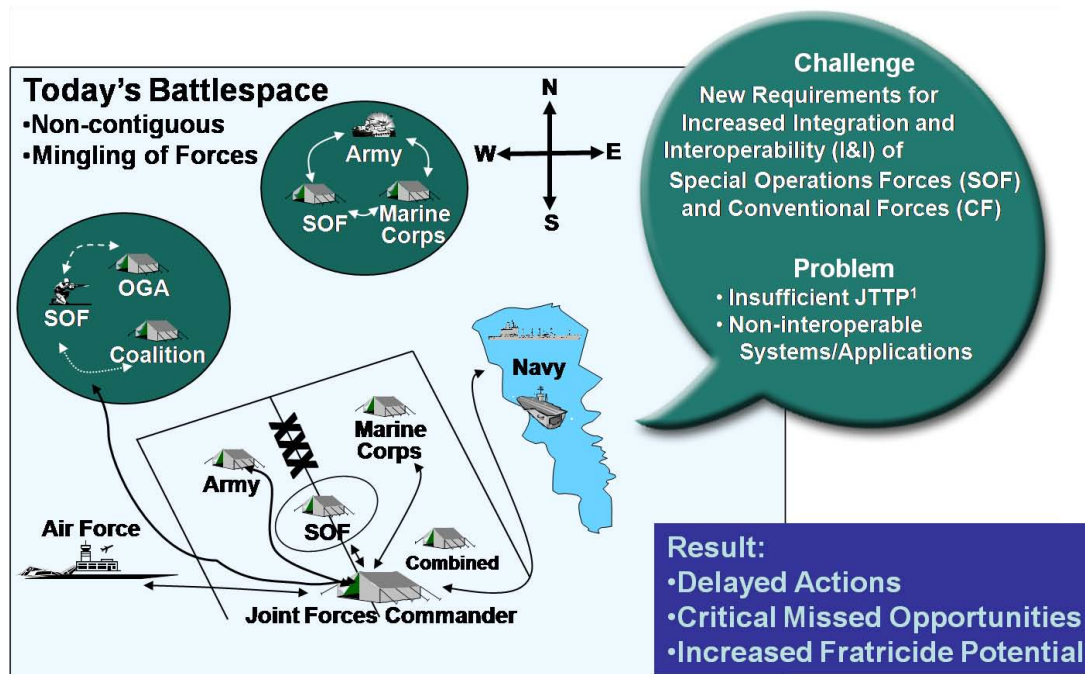 Today's Battlespace
•Non-contiguous
•Mingling of Forces
Army
SOF
Marine
Corps
N
W
E
S
Challenge
New Requirements for
Increased Integration and
Interoperability (I&I) of
Special Operations Forces (SOF)
and Conventional Forces (CF)
Problem
• Insufficient JTTP¹
• Non-interoperable
Systems/Applications
OGA
SOF
Coalition
Navy
XXX
Marine
Corps
Army
SOF
Combined
Air Force
Joint Forces Commander
Result:
•Delayed Actions
•Critical Missed Opportunities
•Increased Fratricide Potential